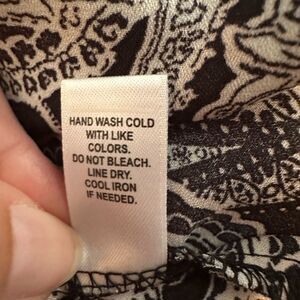 HAND WASH COLD
WITH LIKE
COLORS.
DO NOT BLEACH.
LINE DRY.
COOL IRON
IF NEEDED.